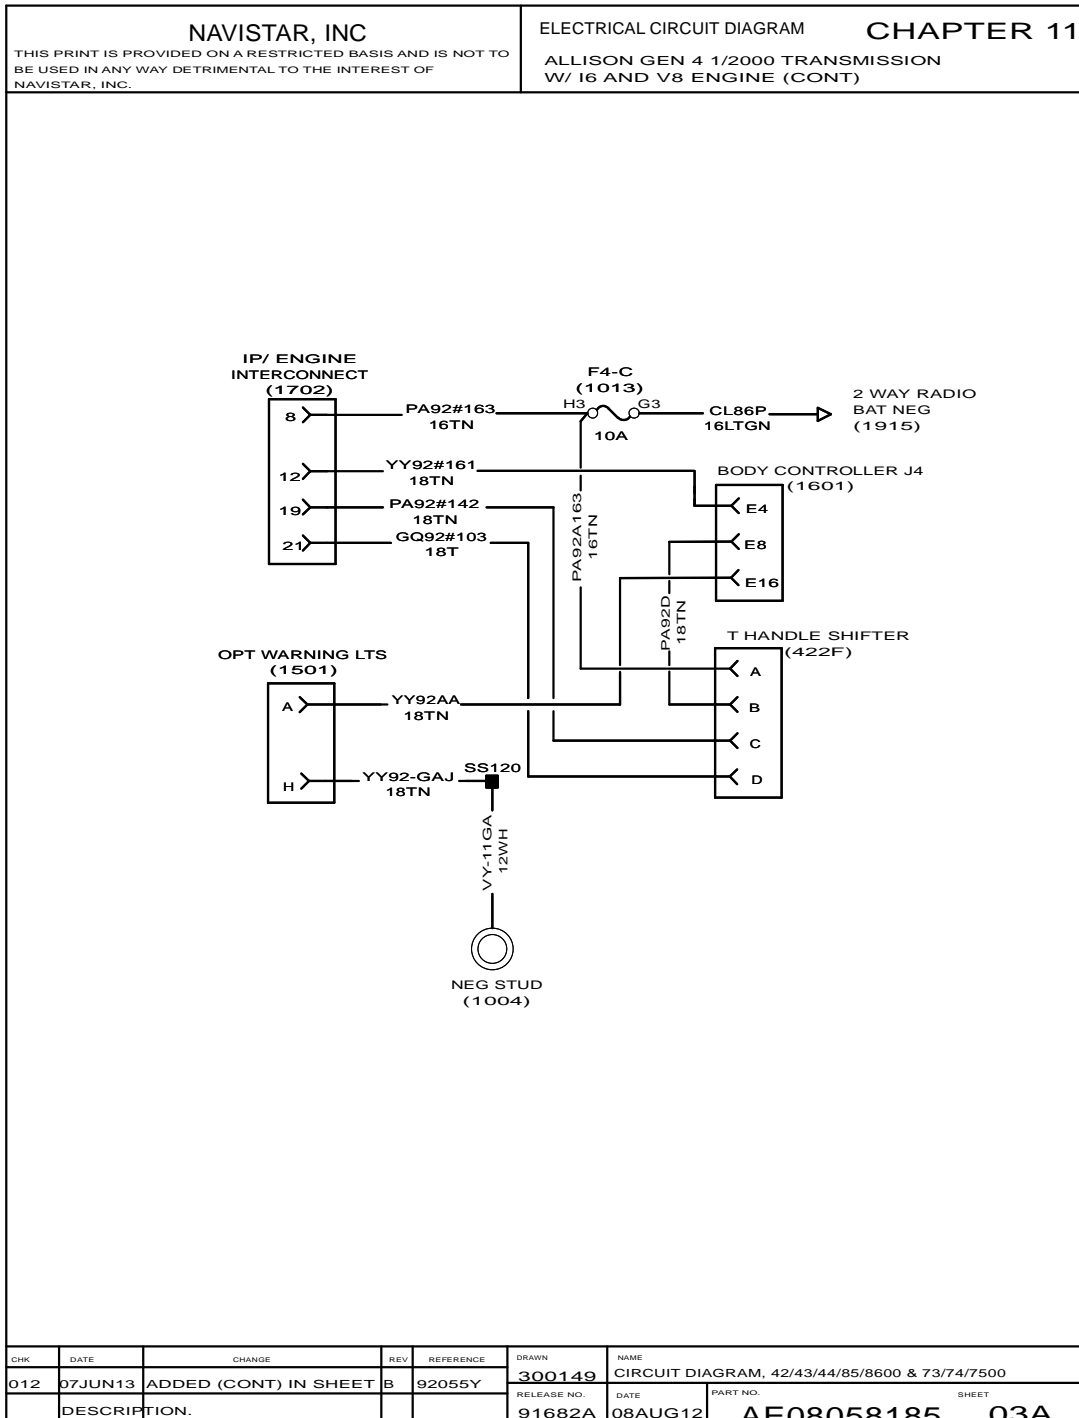 NAVISTAR, INC
THIS PRINT IS PROVIDED ON A RESTRICTED BASIS AND IS NOT TO
BE USED IN ANY WAY DETRIMENTAL TO THE INTEREST OF
NAVISTAR, INC.
ELECTRICAL CIRCUIT DIAGRAM
CHAPTER 11
ALLISON GEN 4 1/2000 TRANSMISSION
W/ I6 AND V8 ENGINE (CONT)
IP/ ENGINE
INTERCONNECT
(1702)
8
12
19
21
PA92#163
16TN
YY92#161
18TN
PA92#142
18TN
GQ92#103
18T
F4-C
(1013)
H3
G3
10A
CL86P
16LTGN
2 WAY RADIO
BAT NEG
(1915)
PA92A163
16TN
BODY CONTROLLER J4
(1601)
E4
E8
E16
PA92D
18TN
T HANDLE SHIFTER
(422F)
A
B
C
D
OPT WARNING LTS
(1501)
A
H
YY92AA
18TN
YY92-GAJ
18TN
SS120
VY-11GA
12WH
NEG STUD
(1004)
CHK DATE CHANGE REV REFERENCE
012 07JUN13 ADDED (CONT) IN SHEET B 92055Y
DESCRIPTION.
DRAWN
300149
NAME
CIRCUIT DIAGRAM, 42/43/44/85/8600 & 73/74/7500
RELEASE NO.
91682A
DATE
08AUG12
PART NO.
AE08058185
SHEET
03A